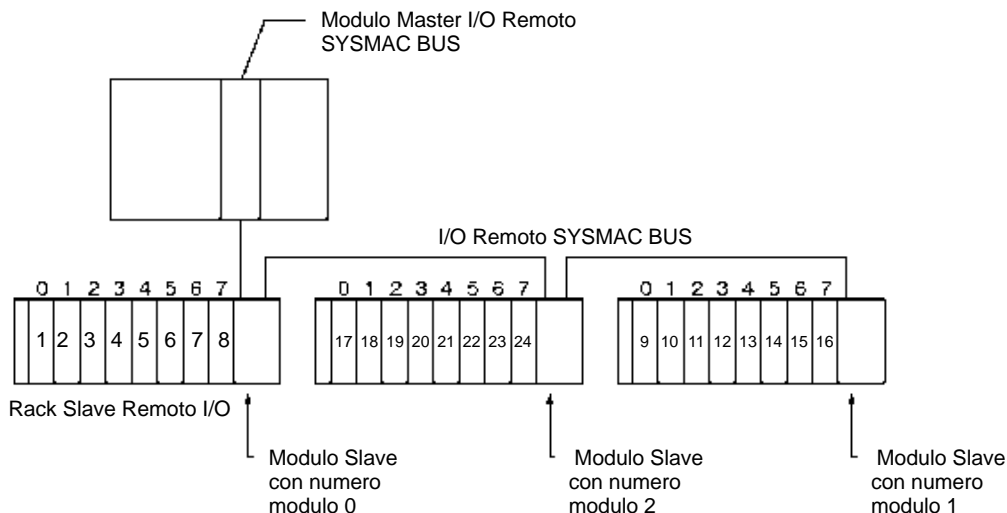 Modulo Master I/O Remoto
SYSMAC BUS
I/O Remoto SYSMAC BUS
0 1 2 3 4 5 6 7
0 1 2 3 4 5 6 7
0 1 2 3 4 5 6 7
1 2 3 4 5 6 7 8
17 18 19 20 21 22 23 24
9 10 11 12 13 14 15 16
Rack Slave Remoto I/O
Modulo Slave
con numero
modulo 0
Modulo Slave
con numero
modulo 2
Modulo Slave
con numero
modulo 1